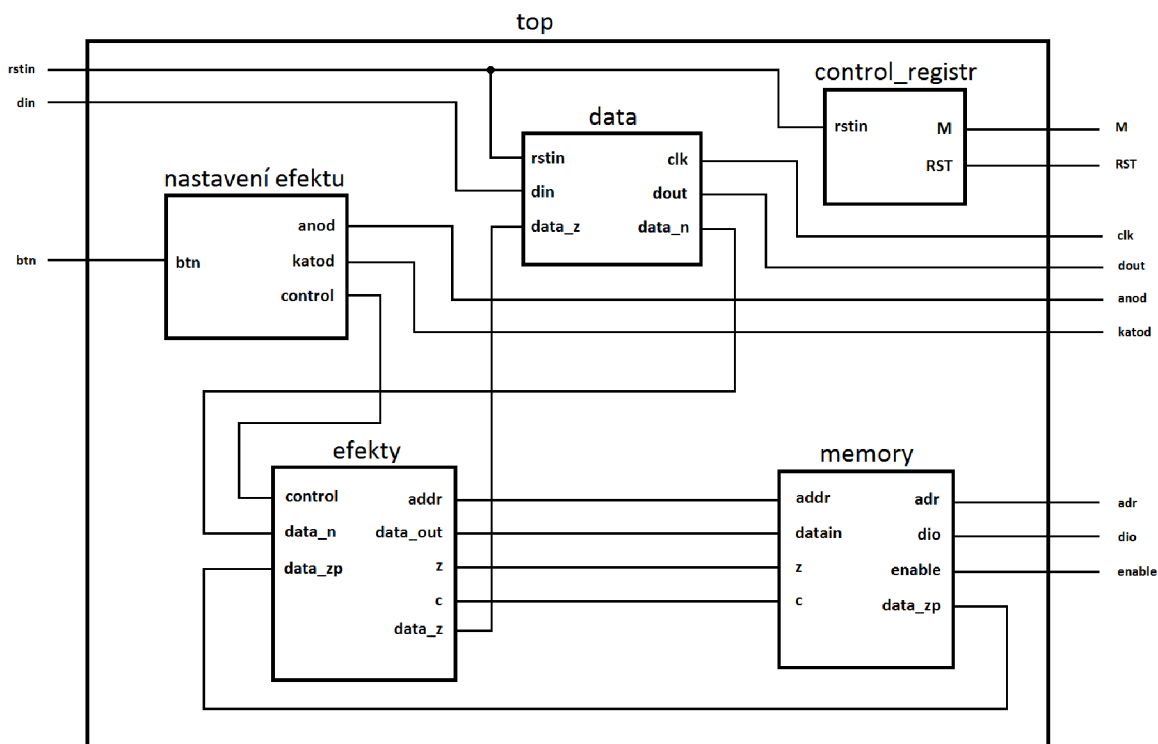 top
rstin
din
btn
control_registr
rstin
M
RST
data
rstin
din
data_z
clk
dout
data_n
nastavení efektu
btn
anod
katod
control
M
RST
clk
dout
anod
katod
efekty
control
data_n
data_zp
addr
data_out
z
c
data_z
memory
addr
datain
z
c
adr
dio
enable
data_zp
adr
dio
enable